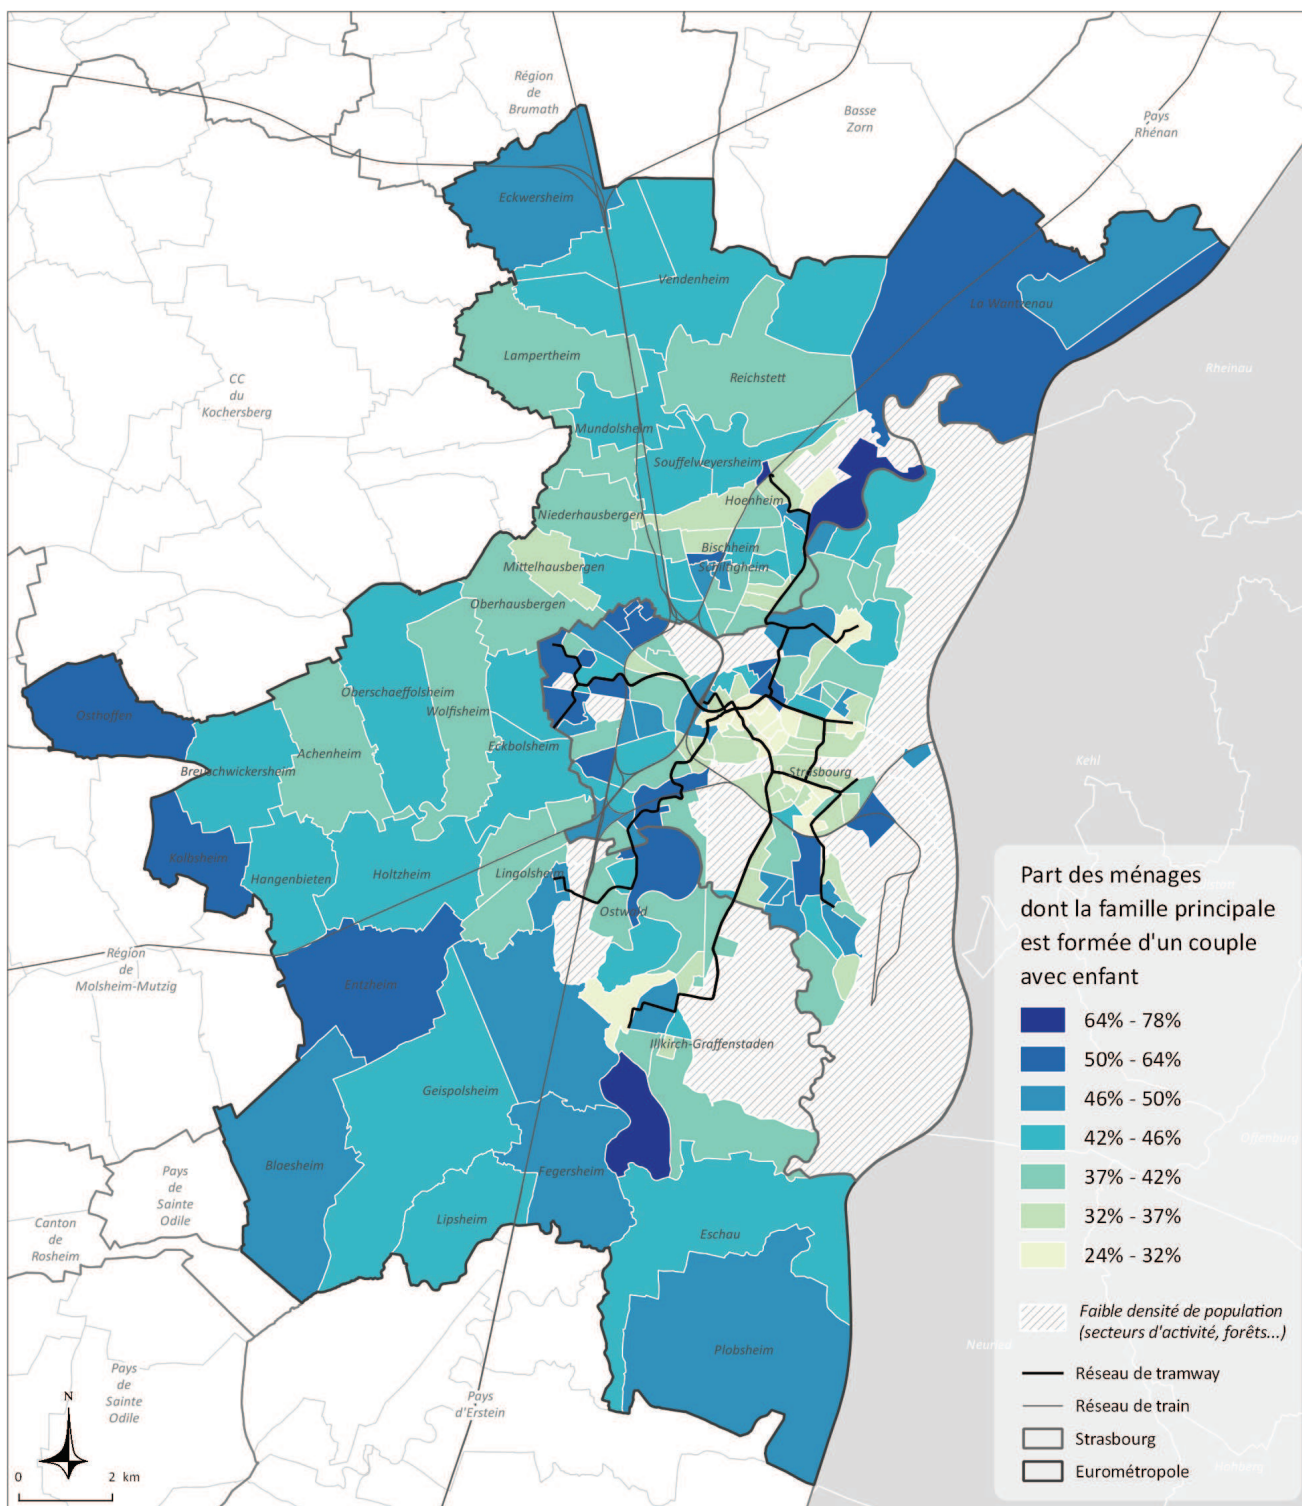 Région
de
Brumath
Basse
Zorn
Pays
Rhénan
Eckwersheim
Vendenheim
La Wantzenau
Lampertheim
Reichstett
Rheinau
CC
du
Kochersberg
Mundolsheim
Souffelweyersheim
Hoenheim
Niederhausbergen
Bischheim
Mittelhausbergen
Schiltigheim
Oberhausbergen
Oberschaeffolsheim
Osthoffen
Wolfisheim
Eckbolsheim
Achenheim
Breuschwickersheim
Strasbourg
Kehl
Kolbsheim
Hangenbieten
Holtzheim
Lingolsheim
Ostwald
Région
de
Molsheim-Mutzig
Entzheim
Illkirch-Graffenstaden
Geispolsheim
Blaesheim
Fegersheim
Pays
de
Sainte
Odile
Canton
de
Rosheim
Lipsheim
Eschau
Plobsheim
Pays
de
Sainte
Odile
Pays
d'Erstein
N
0 2 km
Part des ménages
dont la famille principale
est formée d'un couple
avec enfant
64% - 78%
50% - 64%
46% - 50%
42% - 46%
37% - 42%
32% - 37%
24% - 32%
Faible densité de population
(secteurs d'activité, forêts...)
Réseau de tramway
Réseau de train
Strasbourg
Eurométropole
Offenburg